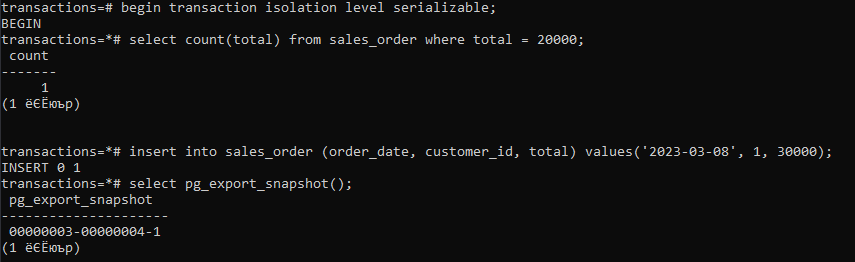 transactions=# begin transaction isolation level serializable;
BEGIN
transactions=*# select count(total) from sales_order where total = 20000;
 count
-------
     1
(1 ёЄЁюър)

transactions=*# insert into sales_order (order_date, customer_id, total) values('2023-03-08', 1, 30000);
INSERT 0 1
transactions=*# select pg_export_snapshot();
 pg_export_snapshot
---------------------
 00000003-00000004-1
(1 ёЄЁюър)